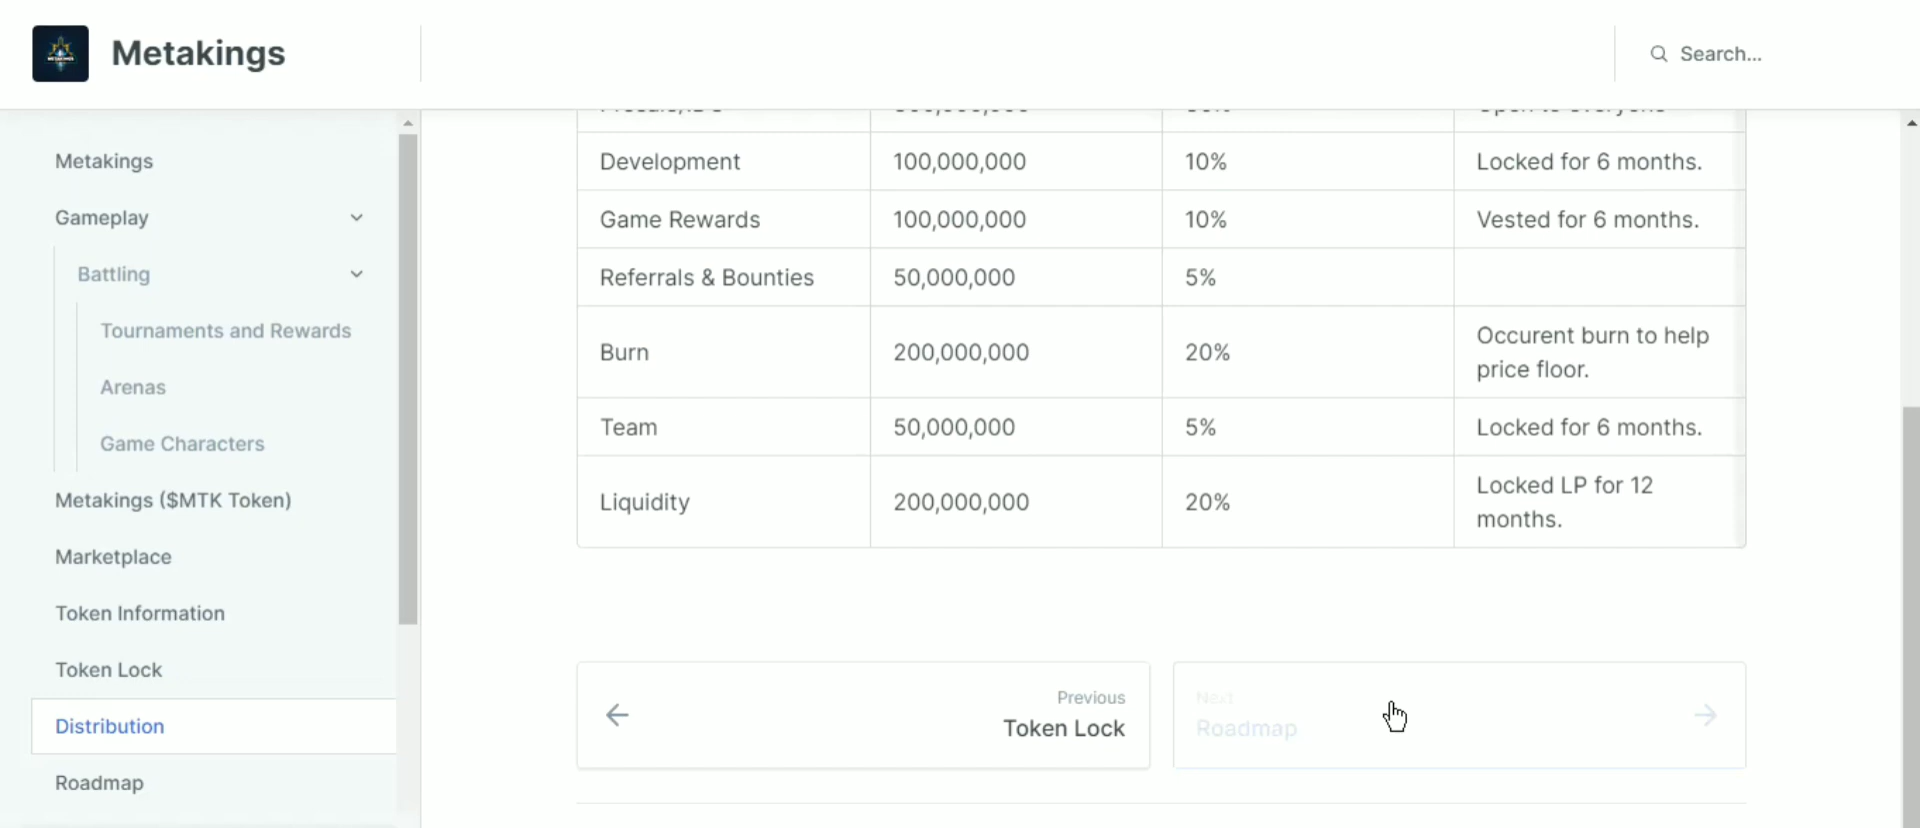 Metakings
Search...
Metakings
Gameplay
Battling
Tournaments and Rewards
Arenas
Game Characters
Metakings ($MTK Token)
Marketplace
Token Information
Token Lock
Distribution
Roadmap
Development 100,000,000 10% Locked for 6 months.
Game Rewards 100,000,000 10% Vested for 6 months.
Referrals & Bounties 50,000,000 5%
Burn 200,000,000 20% Occurent burn to help
price floor.
Team 50,000,000 5% Locked for 6 months.
Liquidity 200,000,000 20% Locked LP for 12
months.
Previous
Token Lock
Next
Roadmap